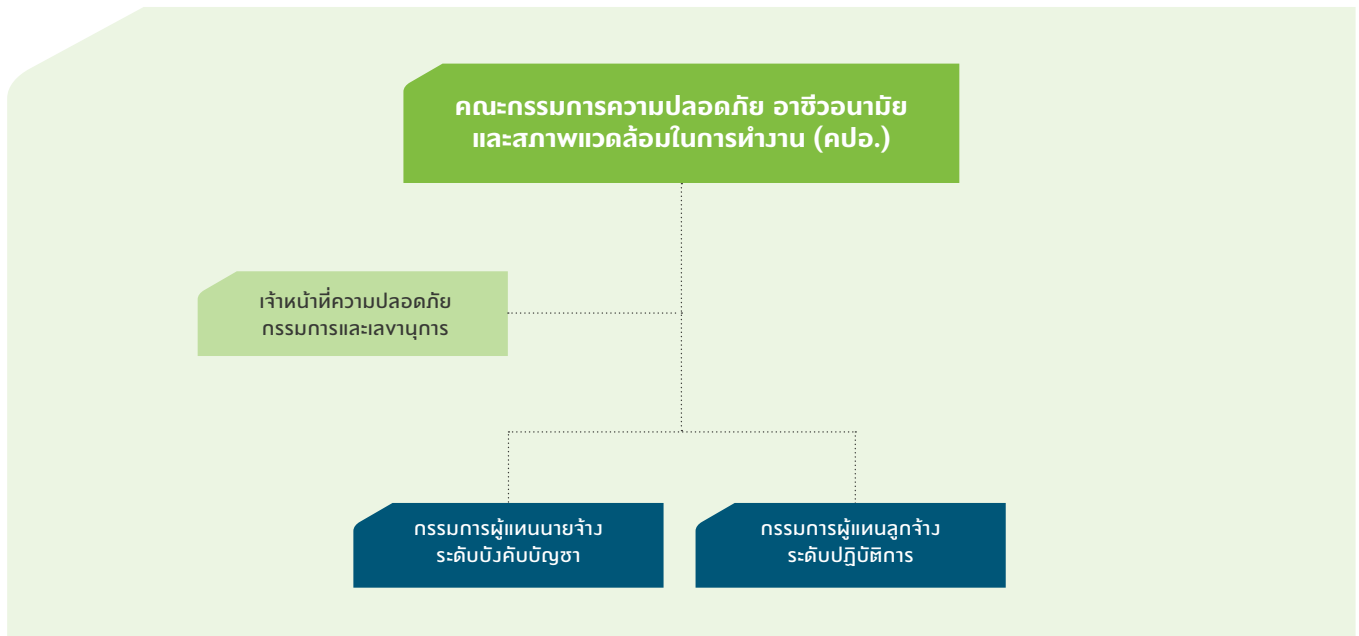 คณะกรรมการความปลอดภัย อาชีวอนามัย
และสภาพแวดล้อมในการทำงาน (คปอ.)
เจ้าหน้าที่ความปลอดภัย
กรรมการและเลขานุการ
กรรมการผู้แทนนายจ้าง
ระดับบังคับบัญชา
กรรมการผู้แทนลูกจ้าง
ระดับปฏิบัติการ